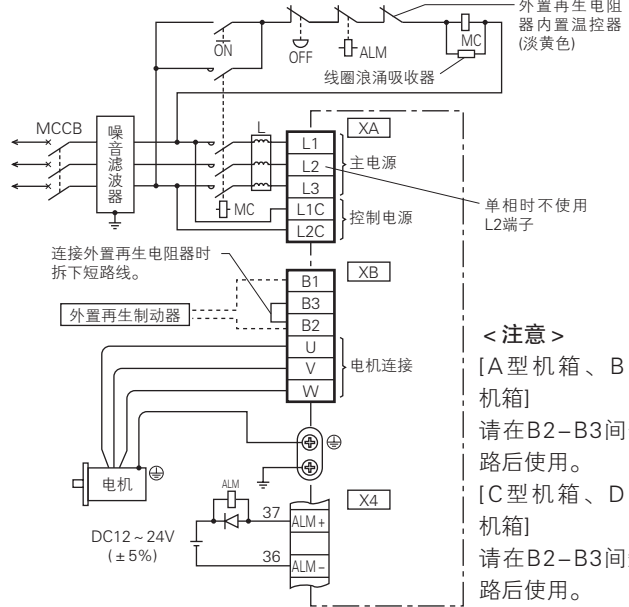 外置再生电阻
器内置温控器
(淡黄色)
ON
OFF
ALM
MC
线圈浪涌吸收器
MCCB
噪音滤波器
L
MC
XA
L1
L2
L3
L1C
L2C
主电源
控制电源
单相时不使用
L2端子
连接外置再生电阻器时
拆下短路线。
外置再生制动器
XB
B1
B3
B2
U
V
W
电机连接
电机
ALM
DC12~24V
(±5%)
37
36
X4
ALM+
ALM-
<注意>
[A型机箱、B
机箱]
请在B2-B3间
路后使用。
[C型机箱、D
机箱]
请在B2-B3间
路后使用。